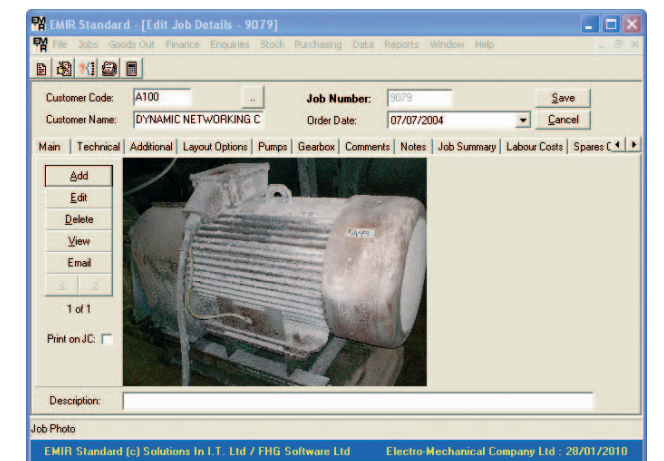 EMIR Standard - [Edit Job Details - 9079]
File Jobs Goods Out Finance Enquiries Stock Purchasing Data Reports Window Help
Customer Code: A100 .. Job Number: 9079 Save
Customer Name: DYNAMIC NETWORKING C Order Date: 07/07/2004 Cancel
Main Technical Additional Layout Options Pumps Gearbox Comments Notes Job Summary Labour Costs Spares C
Add
Edit
Delete
View
Email
< >
1 of 1
Print on JC:
Description:
Job Photo
EMIR Standard (c) Solutions In I.T. Ltd / FHG Software Ltd Electro-Mechanical Company Ltd : 28/01/2010